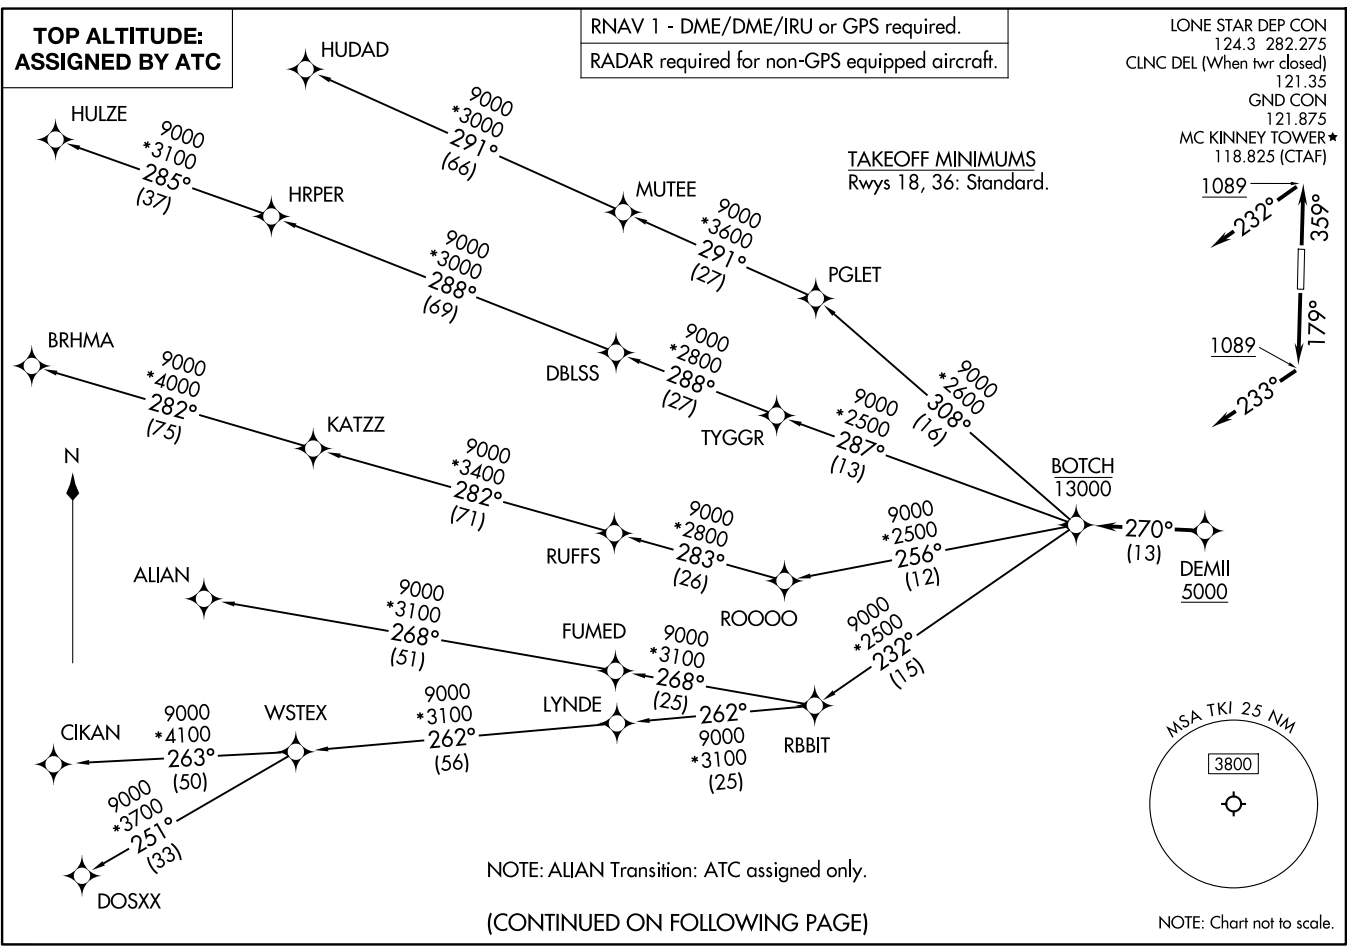 TOP ALTITUDE:
ASSIGNED BY ATC
RNAV 1 - DME/DME/IRU or GPS required.
RADAR required for non-GPS equipped aircraft.
LONE STAR DEP CON
124.3 282.275
CLNC DEL (When twr closed)
121.35
GND CON
121.875
MC KINNEY TOWER★
118.825 (CTAF)
TAKEOFF MINIMUMS
Rwys 18, 36: Standard.
1089
232°
359°
179°
1089
233°
HUDAD
9000
*3000
291°
(66)
MUTEE
9000
*3600
291°
(27)
PGLET
9000
*2600
308°
(16)
HULZE
9000
*3100
285°
(37)
HRPER
9000
*3000
288°
(69)
DBLSS
9000
*2800
288°
(27)
TYGGR
9000
*2500
287°
(13)
BRHMA
9000
*4000
282°
(75)
KATZZ
9000
*3400
282°
(71)
RUFFS
9000
*2800
283°
(26)
ROOOO
9000
*2500
256°
(12)
BOTCH
13000
270°
(13)
DEMII
5000
N
ALIAN
9000
*3100
268°
(51)
FUMED
9000
*3100
268°
(25)
9000
*2500
232°
(15)
RBBIT
CIKAN
9000
*4100
263°
(50)
WSTEX
9000
*3100
262°
(56)
LYNDE
262°
9000
*3100
(25)
9000
*3700
251°
(33)
DOSXX
MSA TKI 25 NM
3800
NOTE: ALIAN Transition: ATC assigned only.
(CONTINUED ON FOLLOWING PAGE)
NOTE: Chart not to scale.